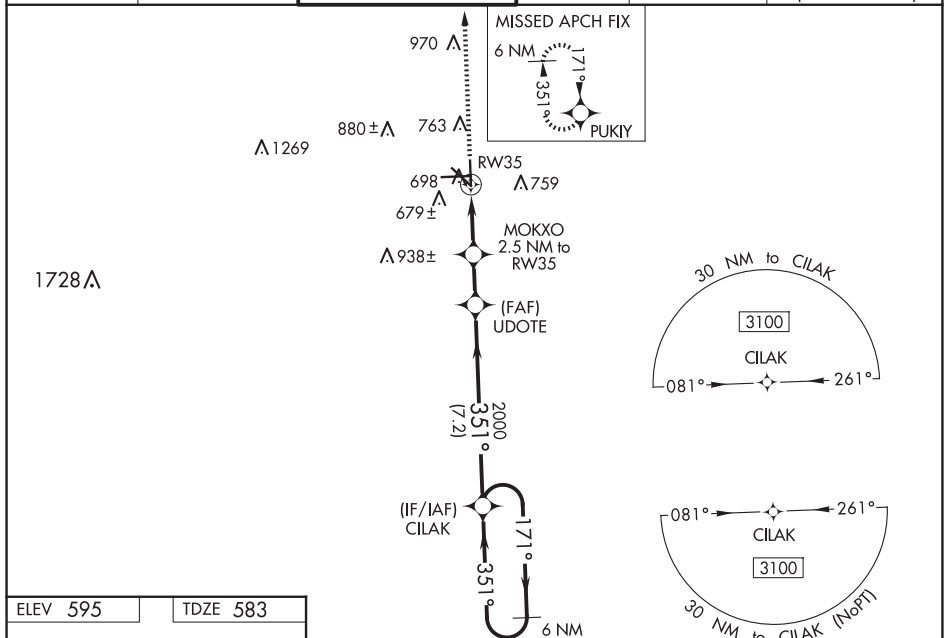 MISSED APCH FIX
6 NM
171°
351°
PUKIY
970
880 ±
763
1269
RW35
698
759
679 ±
MOKXO
2.5 NM to
RW35
938 ±
1728
(FAF)
UDOTE
30 NM to CILAK
3100
CILAK
081°
261°
2000
351°
(7.2)
(IF/IAF)
CILAK
171°
351°
6 NM
081°
261°
CILAK
3100
30 NM to CILAK (NoPT)
ELEV 595
TDZE 583